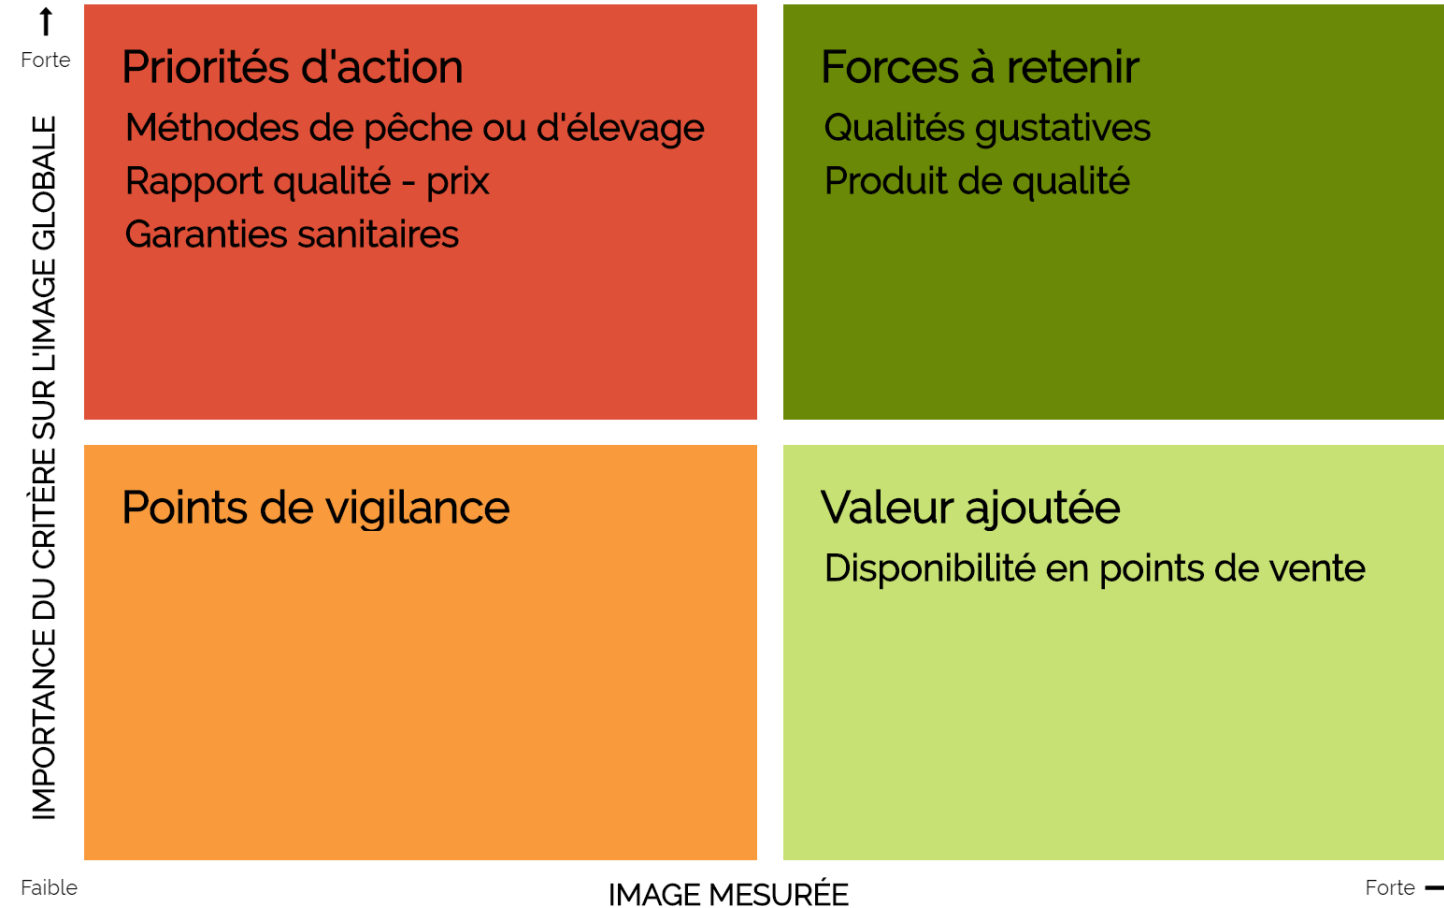 Forte
IMPORTANCE DU CRITÈRE SUR L'IMAGE GLOBALE
Priorités d'action
Méthodes de pêche ou d'élevage
Rapport qualité - prix
Garanties sanitaires
Forces à retenir
Qualités gustatives
Produit de qualité
Points de vigilance
Valeur ajoutée
Disponibilité en points de vente
Faible
IMAGE MESURÉE
Forte